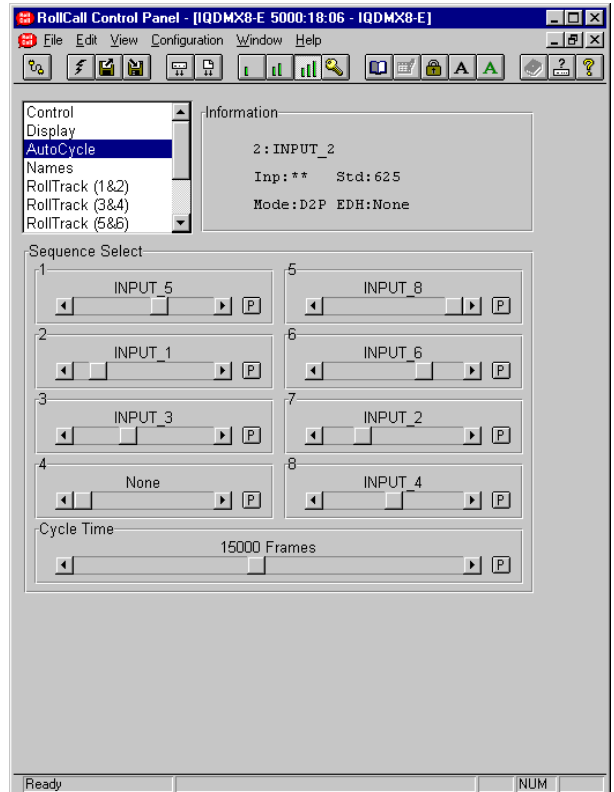 RollCall Control Panel - [IQDMX8-E 5000:18:06 - IQDMX8-E]
File Edit View Configuration Window Help
A A
Control
Display
AutoCycle
Names
RollTrack (1&2)
RollTrack (3&4)
RollTrack (5&6)
Information
2:INPUT_2
Inp:** Std:625
Mode:D2P EDH:None
Sequence Select
1
INPUT_5
P
5
INPUT_8
P
2
INPUT_1
P
6
INPUT_6
P
3
INPUT_3
P
7
INPUT_2
P
4
None
P
8
INPUT_4
P
Cycle Time
15000 Frames
P
Ready NUM